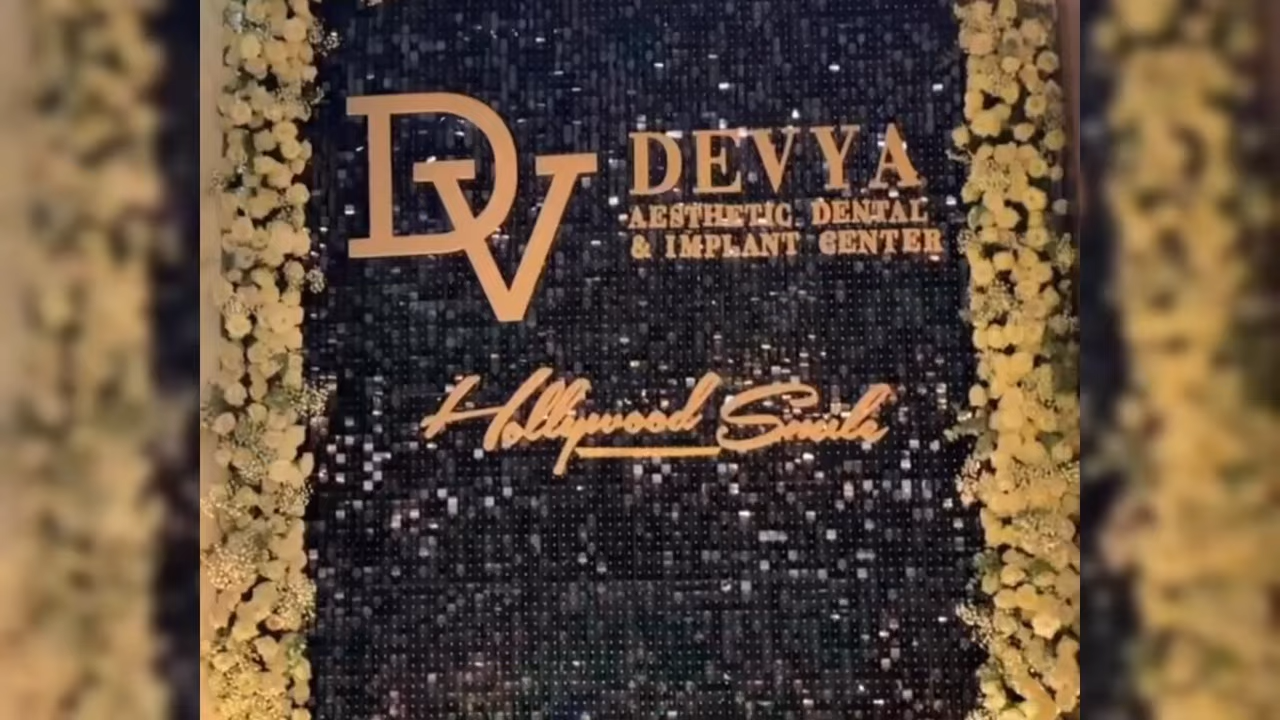 DV
DEVYA
AESTHETIC DENTAL
& IMPLANT CENTER
Hollywood Smile